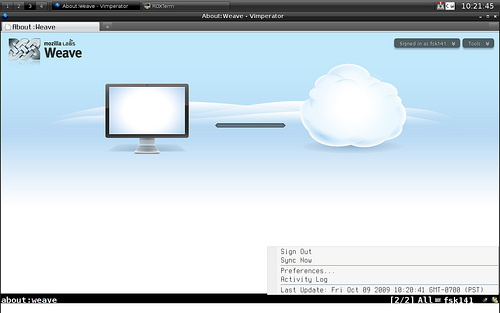 1 2 3 4 About:Weave - Vimperator ROXTerm 10.21.45
About:Weave - Vimperator
About:Weave
mozilla LABS
Weave
Signed in as fsk141
Tools
Sign Out
Sync Now
Preferences...
Activity Log
Last Update: Fri Oct 09 2009 10:20:41 GMT-0700 (PST)
about:weave [2/2] All fsk141